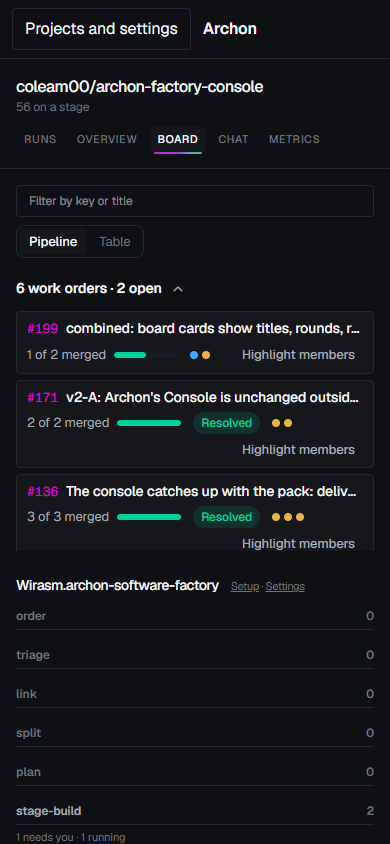 Projects and settings Archon
coleam00/archon-factory-console
56 on a stage
RUNS OVERVIEW BOARD CHAT METRICS
Filter by key or title
Pipeline Table
6 work orders · 2 open
#199 combined: board cards show titles, rounds, r...
1 of 2 merged Highlight members
#171 v2-A: Archon's Console is unchanged outsid...
2 of 2 merged Resolved
Highlight members
#136 The console catches up with the pack: deliv...
3 of 3 merged Resolved
Highlight members
Wirasm.archon-software-factory Setup · Settings
order 0
triage 0
link 0
split 0
plan 0
stage-build 2
1 needs you · 1 running